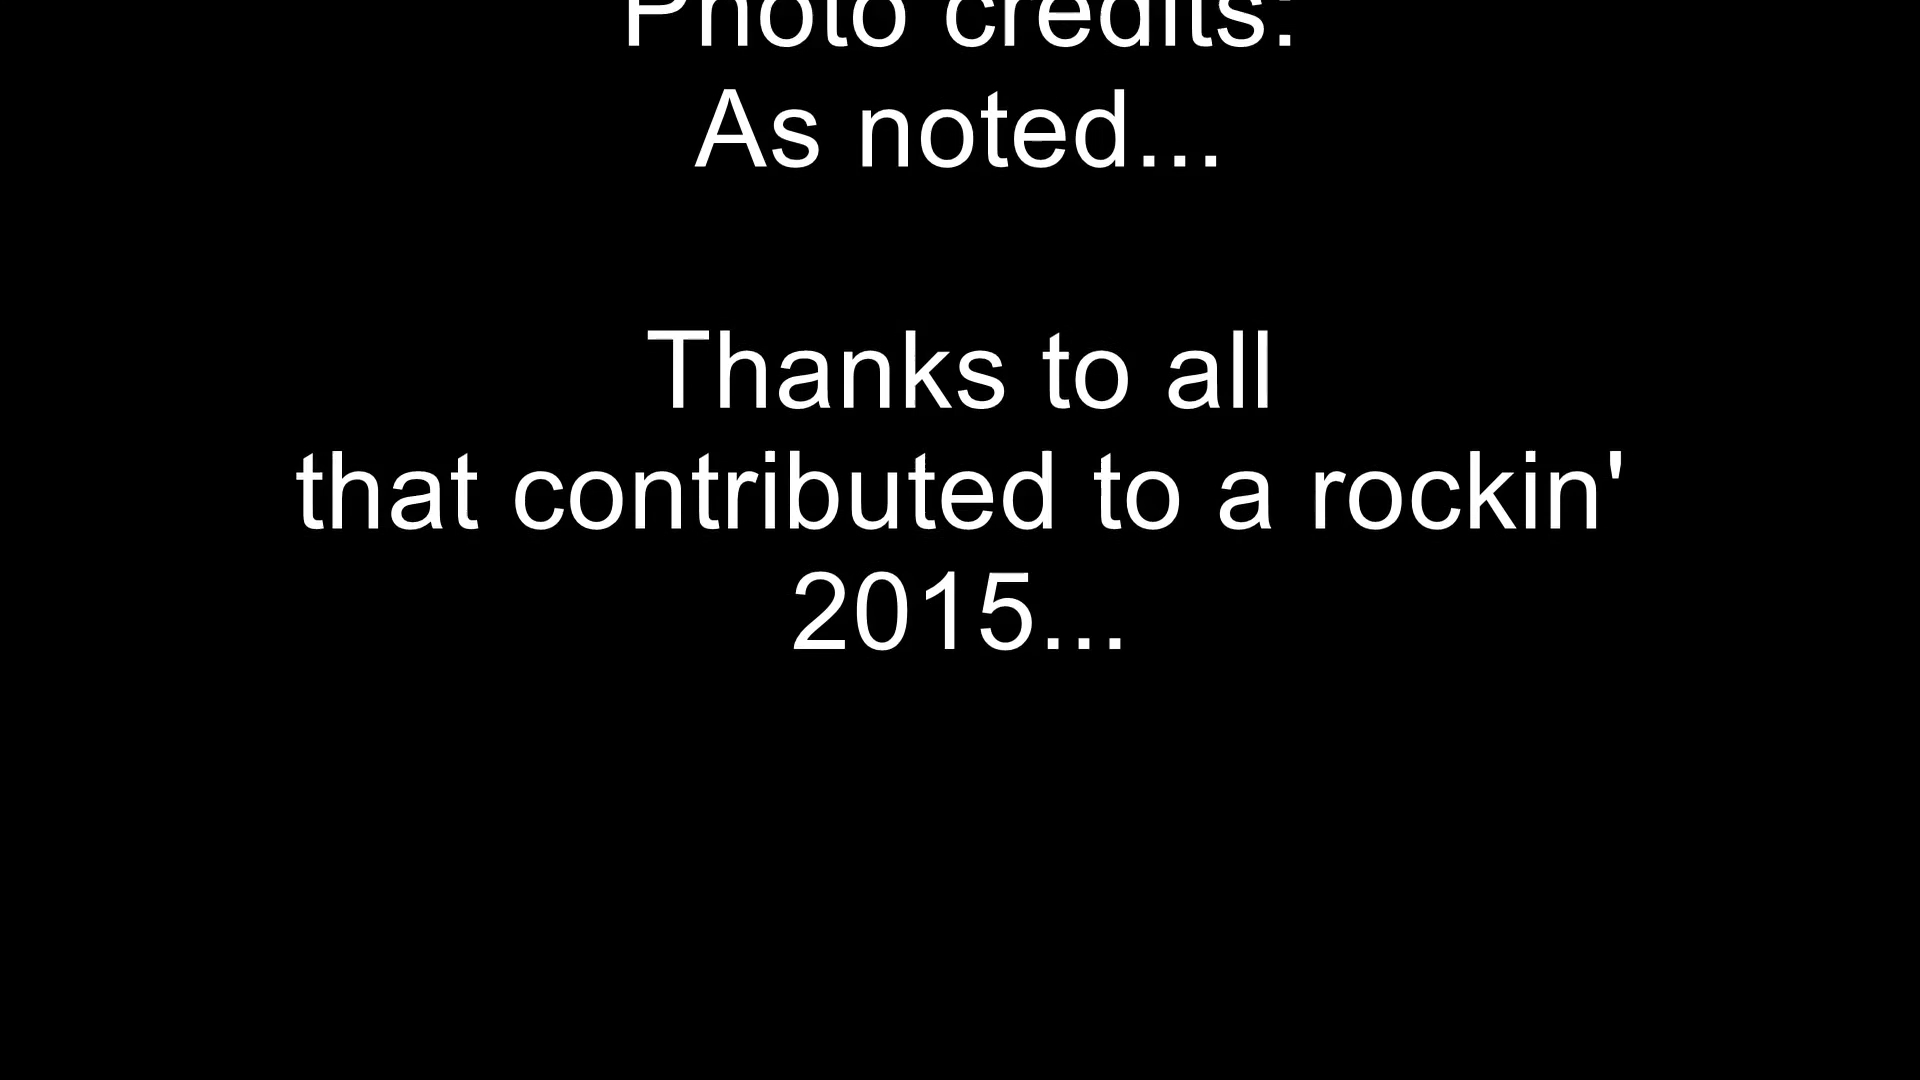 Photo credits:
As noted...
Thanks to all
that contributed to a rockin'
2015...